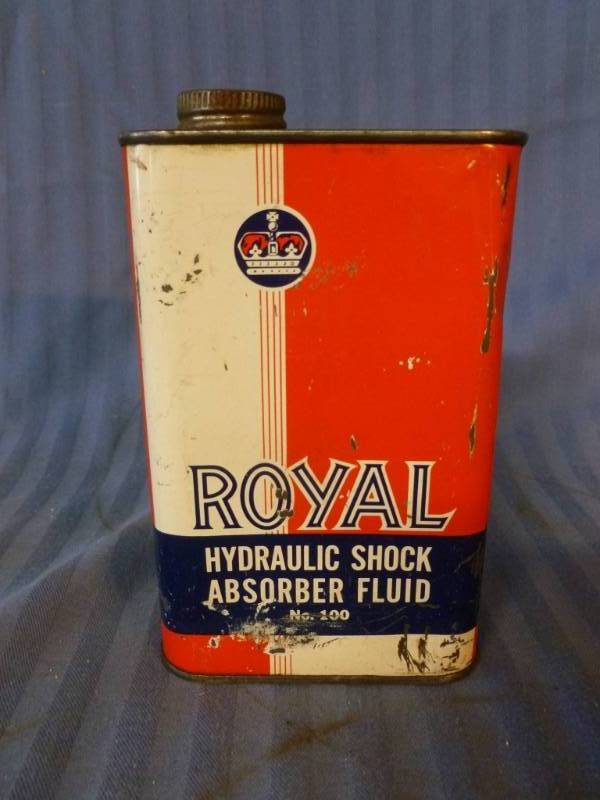 ROYAL
HYDRAULIC SHOCK
ABSORBER FLUID
No. 100